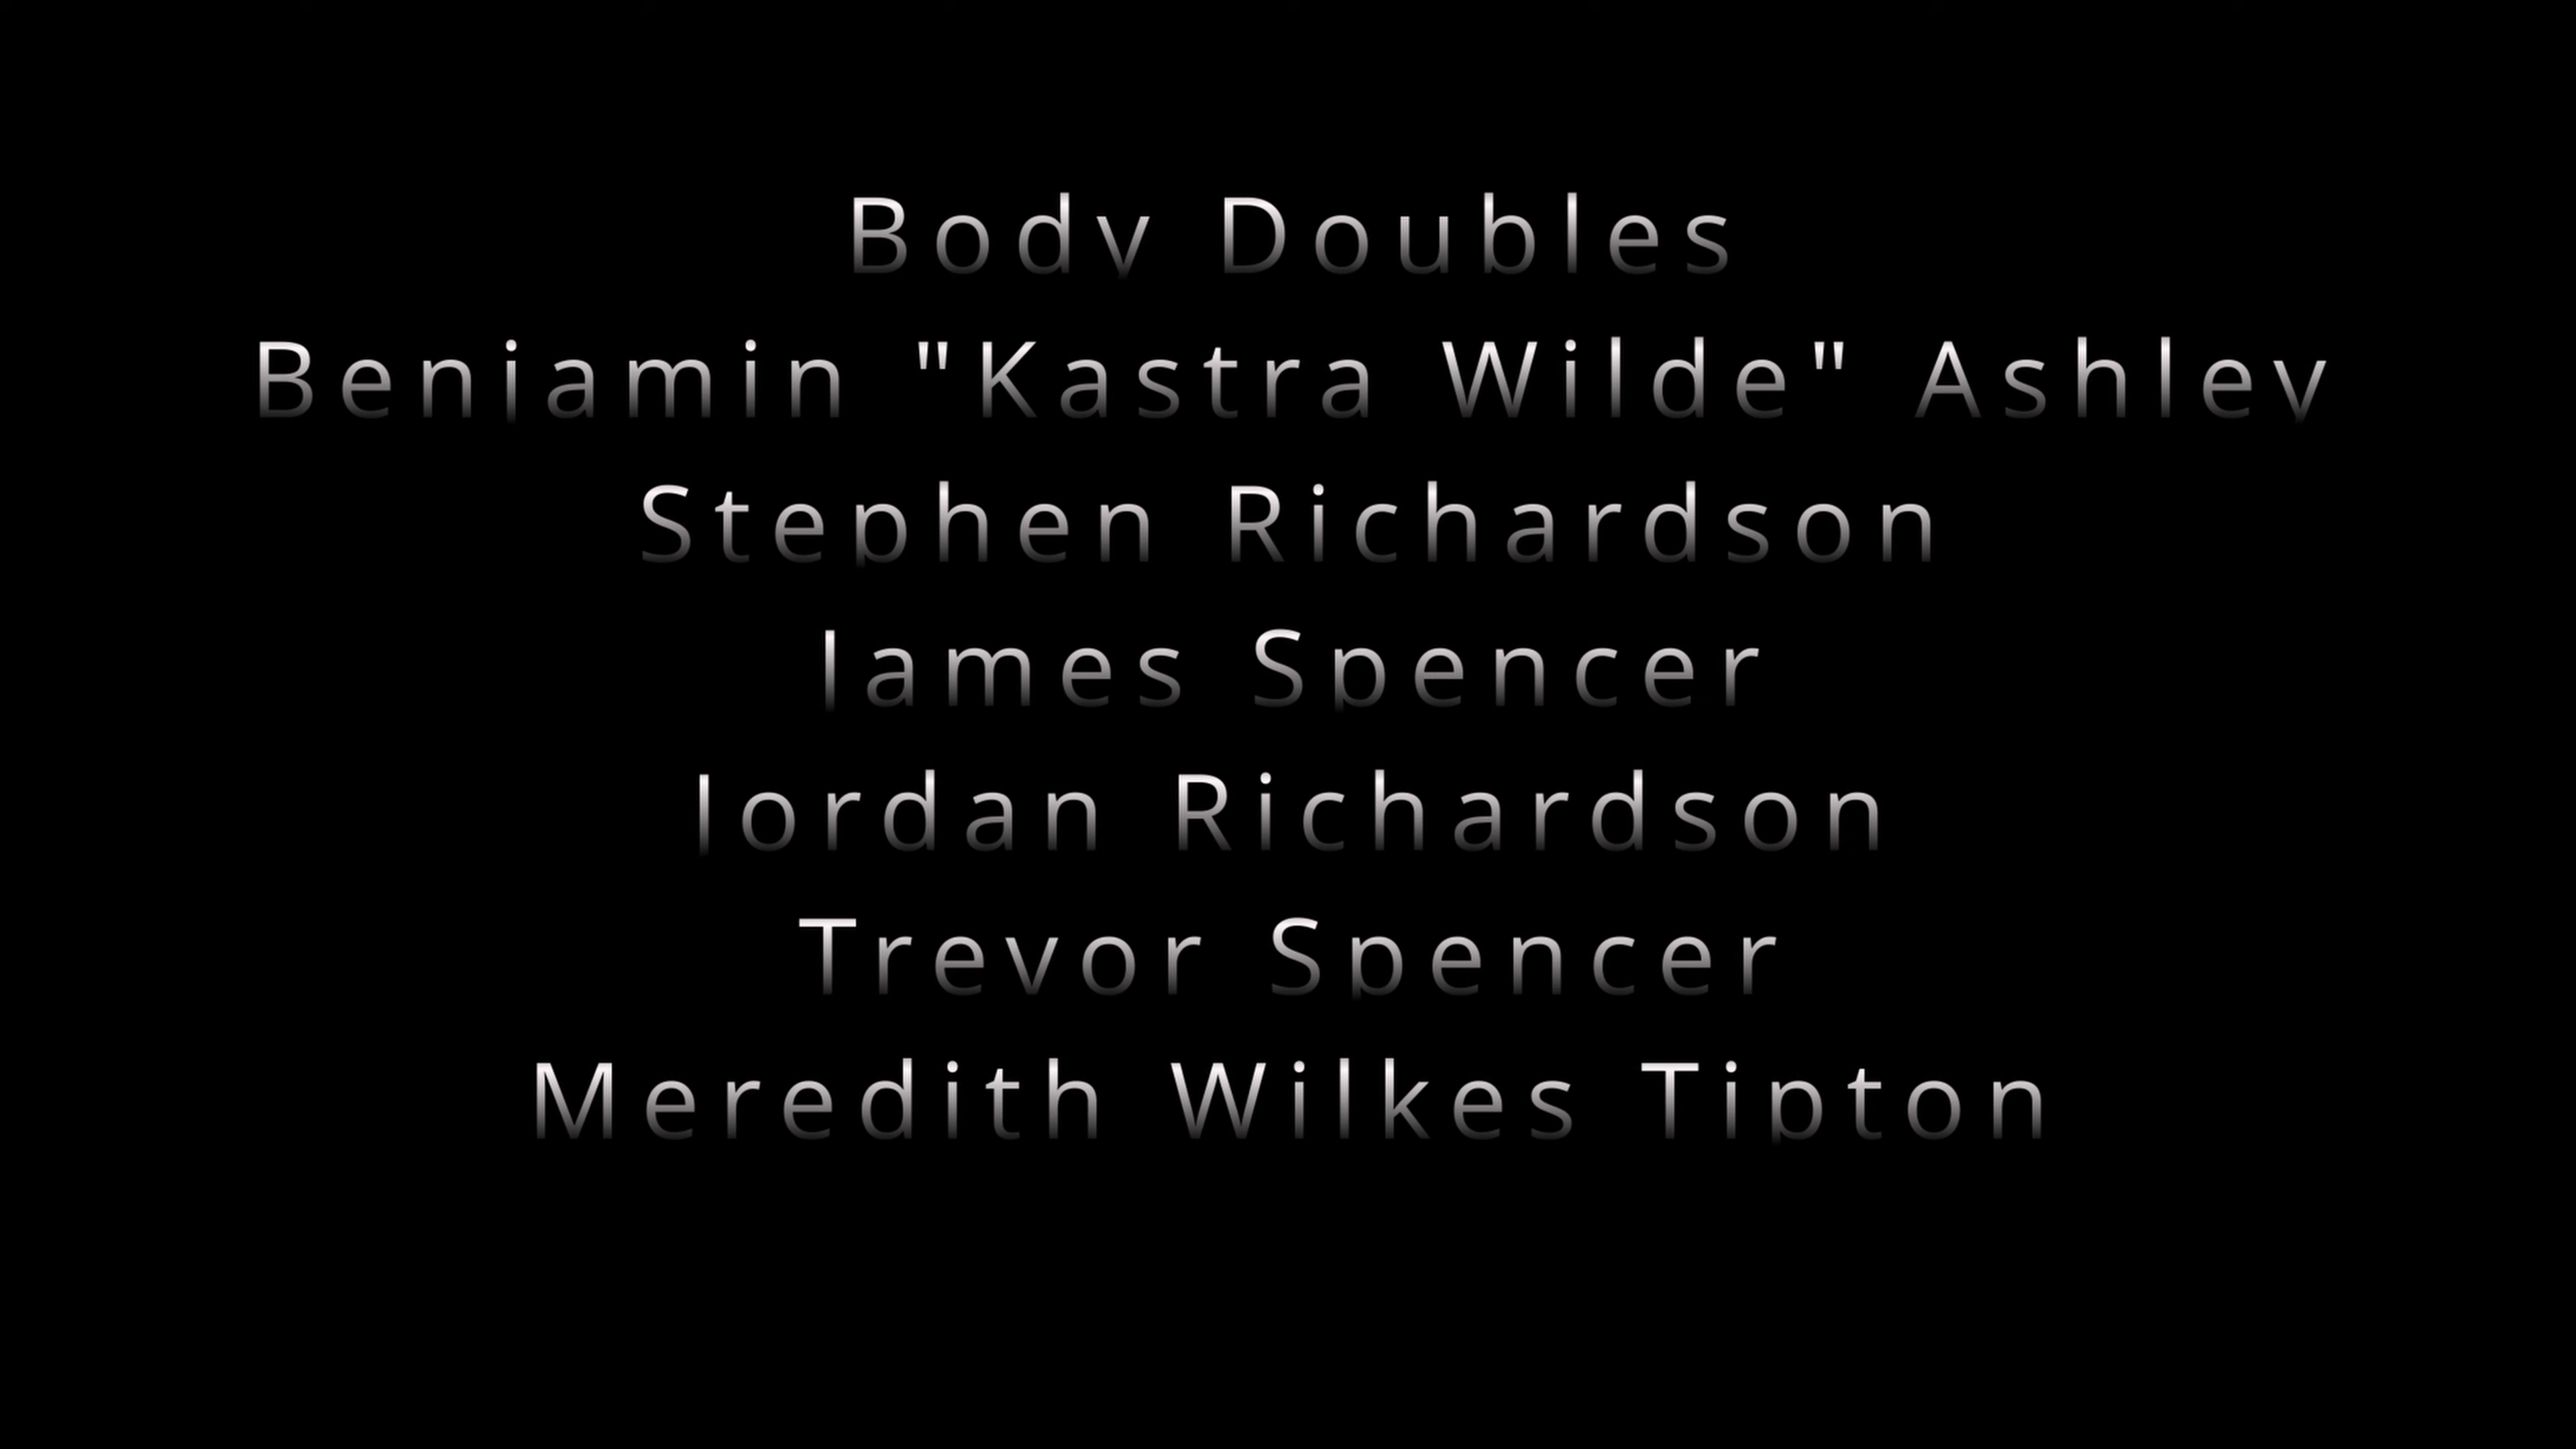 Body Doubles
Benjamin "Kastra Wilde" Ashley
Stephen Richardson
James Spencer
Jordan Richardson
Trevor Spencer
Meredith Wilkes Tipton